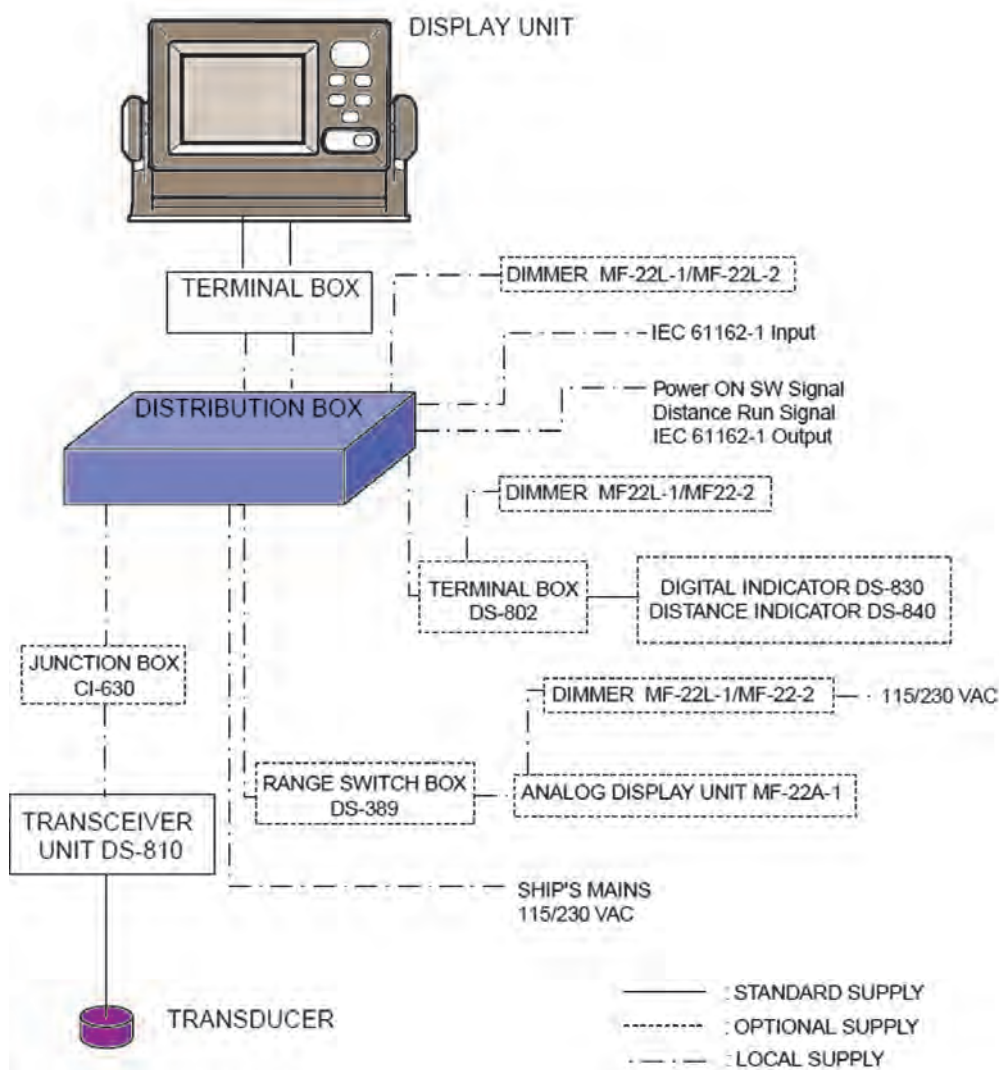 DISPLAY UNIT
TERMINAL BOX
DIMMER MF-22L-1/MF-22L-2
IEC 61162-1 Input
DISTRIBUTION BOX
Power ON SW Signal
Distance Run Signal
IEC 61162-1 Output
DIMMER MF22L-1/MF22-2
TERMINAL BOX
DS-802
DIGITAL INDICATOR DS-830
DISTANCE INDICATOR DS-840
JUNCTION BOX
CI-630
DIMMER MF-22L-1/MF-22-2
115/230 VAC
RANGE SWITCH BOX
DS-389
ANALOG DISPLAY UNIT MF-22A-1
TRANSCEIVER
UNIT DS-810
SHIP'S MAINS
115/230 VAC
TRANSDUCER
: STANDARD SUPPLY
: OPTIONAL SUPPLY
: LOCAL SUPPLY